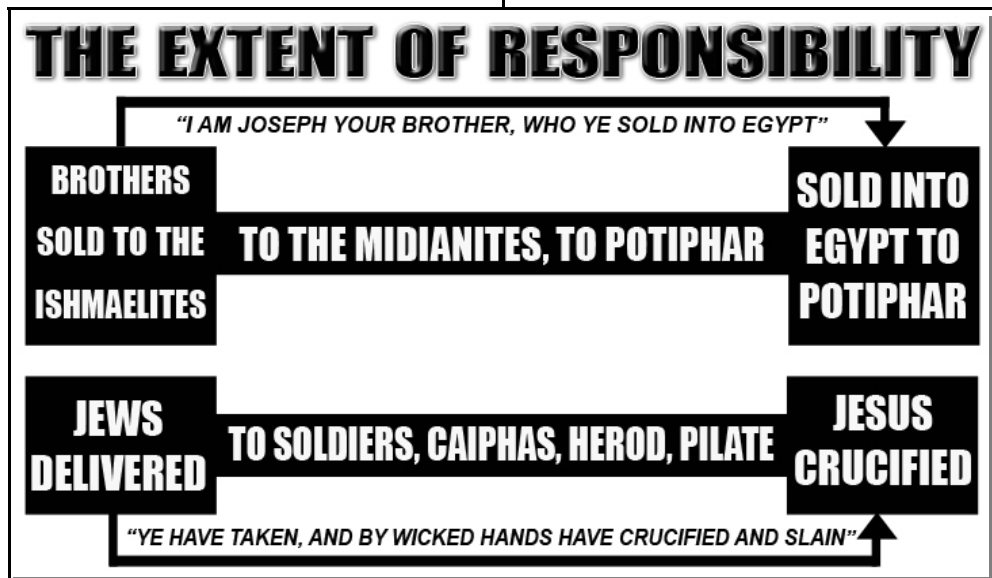 THE EXTENT OF RESPONSIBILITY
"I AM JOSEPH YOUR BROTHER, WHO YE SOLD INTO EGYPT"
BROTHERS
SOLD TO THE
ISHMAELITES
TO THE MIDIANITES, TO POTIPHAR
SOLD INTO
EGYPT TO
POTIPHAR
JEWS
DELIVERED
TO SOLDIERS, CAIPHAS, HEROD, PILATE
JESUS
CRUCIFIED
"YE HAVE TAKEN, AND BY WICKED HANDS HAVE CRUCIFIED AND SLAIN"